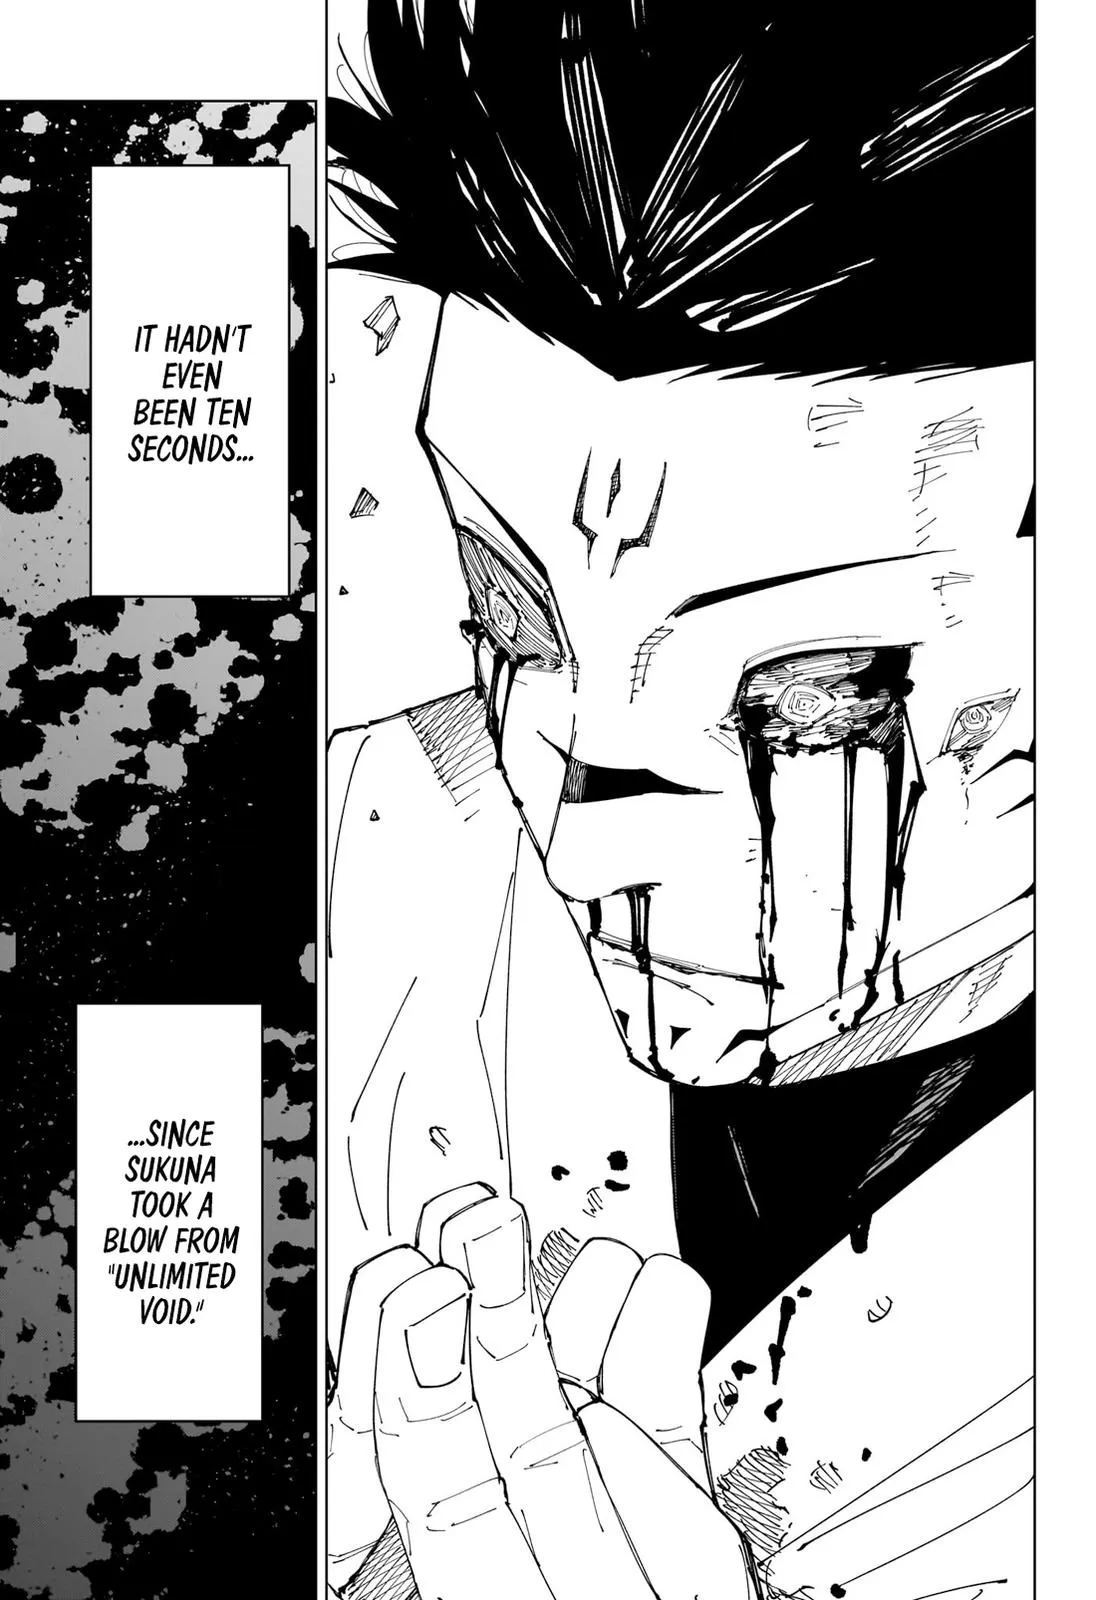 IT HADN'T
EVEN
BEEN TEN
SECONDS...
...SINCE
SUKUNA
TOOK A
BLOW FROM
"UNLIMITED
VOID."